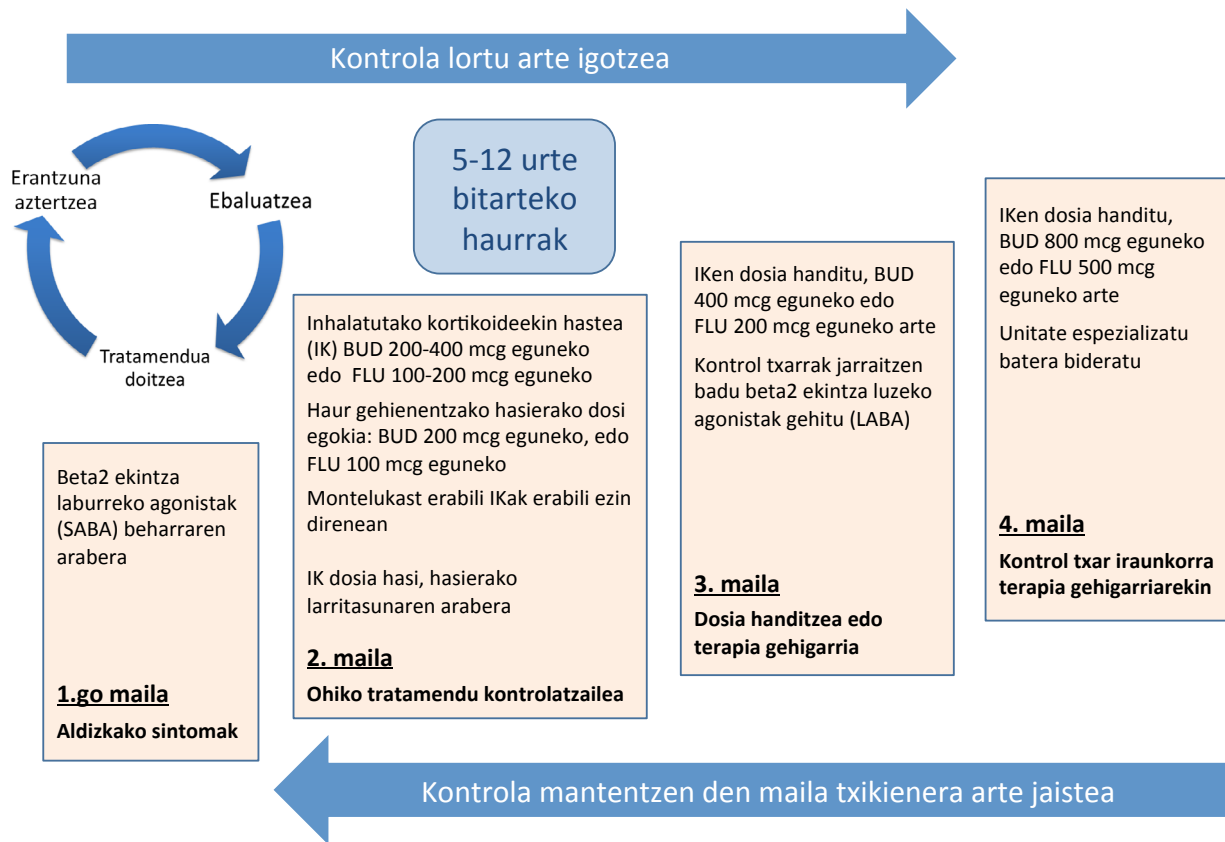 Kontrola lortu arte igotzea
Erantzuna
aztertzea
Ebaluatzea
Tratamendua
doitzea
5-12 urte
bitarteko
haurrak
Beta2 ekintza
laburreko agonistak
(SABA) beharraren
arabera
1.go maila
Aldizkako sintomak
Inhalatutako kortikoideekin hastea
(IK) BUD 200-400 mcg eguneko
edo FLU 100-200 mcg eguneko
Haur gehienentzako hasierako dosi
egokia: BUD 200 mcg eguneko, edo
FLU 100 mcg eguneko
Montelukast erabili IKak erabili ezin
direnean
IK dosia hasi, hasierako
larritasunaren arabera
2. maila
Ohiko tratamendu kontrolatzailea
IKen dosia handitu, BUD
400 mcg eguneko edo
FLU 200 mcg eguneko arte
Kontrol txarrak jarraitzen
badu beta2 ekintza luzeko
agonistak gehitu (LABA)
3. maila
Dosia handitzea edo
terapia gehigarria
IKen dosia handitu,
BUD 800 mcg eguneko
edo FLU 500 mcg
eguneko arte
Unitate espezializatu
batera bideratu
4. maila
Kontrol txar iraunkorra
terapia gehigarriarekin
Kontrola mantentzen den maila txikienera arte jaistea